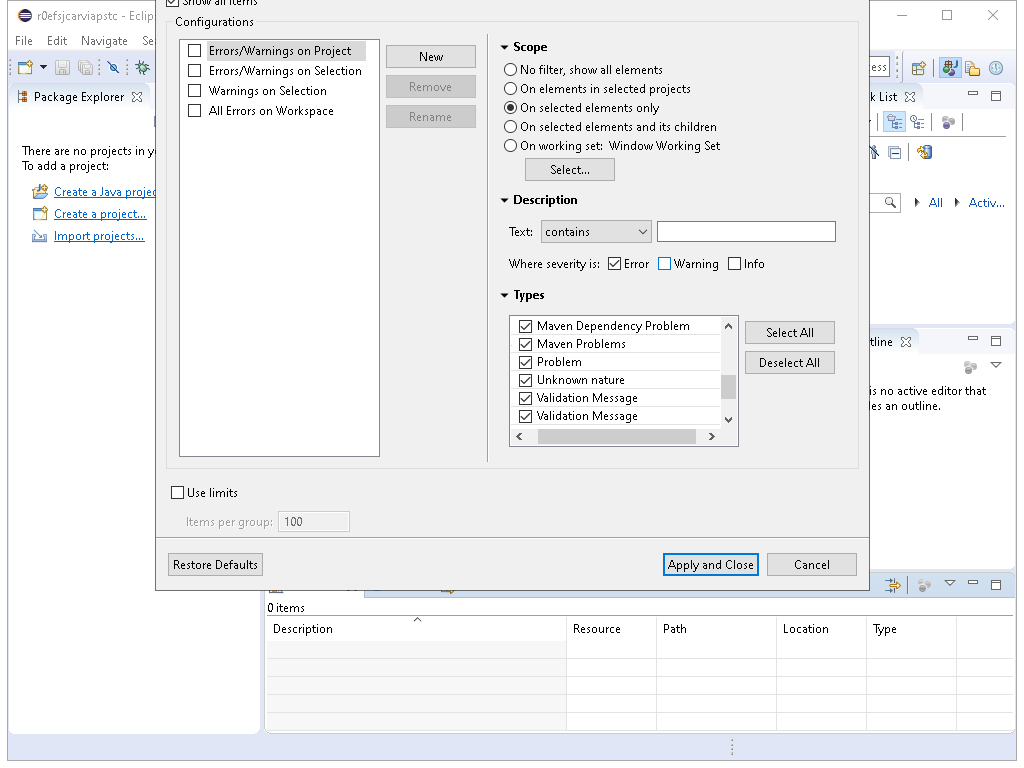 r0efsjcarviapstc - Eclip
Show all items
File Edit Navigate Se
Configurations
Errors/Warnings on Project
Errors/Warnings on Selection
Warnings on Selection
All Errors on Workspace
New
Remove
Rename
Scope
No filter, show all elements
On elements in selected projects
On selected elements only
On selected elements and its children
On working set: Window Working Set
Select...
Description
Text: contains
Where severity is: Error Warning Info
Types
Maven Dependency Problem
Maven Problems
Problem
Unknown nature
Validation Message
Validation Message
Select All
Deselect All
Use limits
Items per group: 100
Restore Defaults
Apply and Close
Cancel
Package Explorer
There are no projects in y
To add a project:
Create a Java projec
Create a project...
Import projects...
ess
k List
All Activ...
tline
is no active editor that
les an outline.
0 items
Description Resource Path Location Type